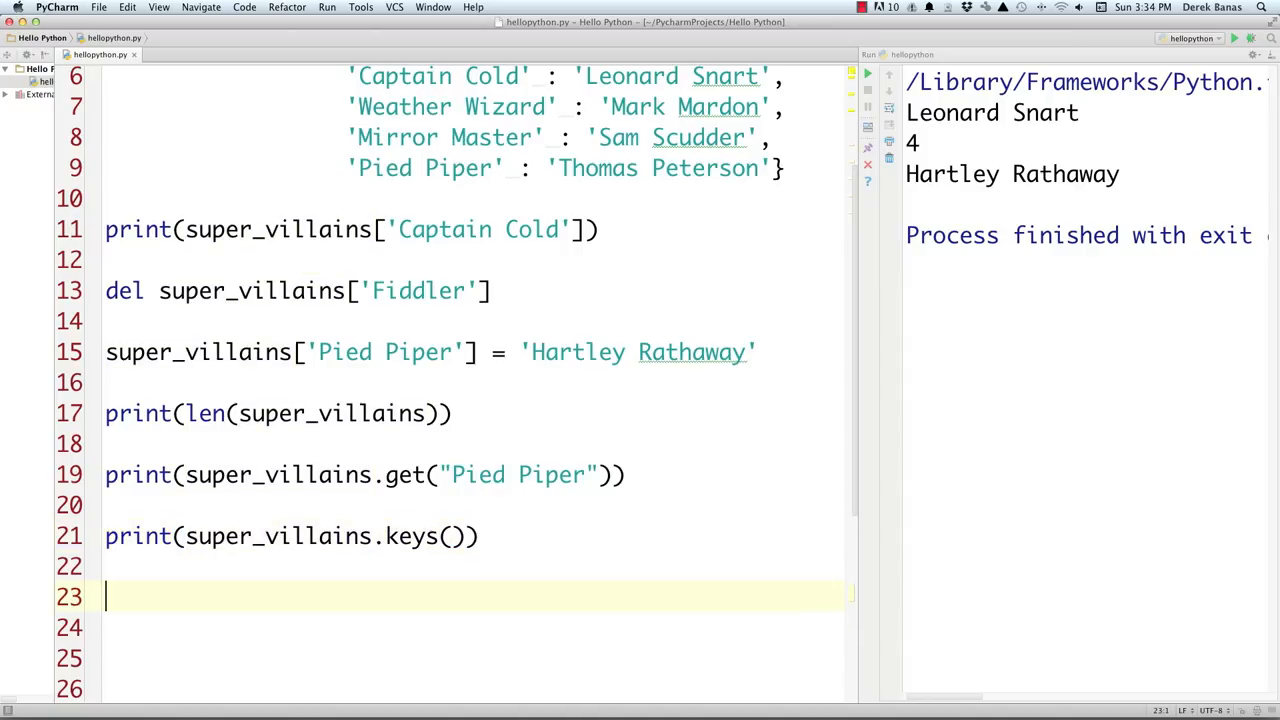 PyCharm File Edit View Navigate Code Refactor Run Tools VCS Window Help 10 Sun 3:34 PM Derek Banas
hellopython.py - Hello Python - [~/PycharmProjects/Hello Python]
Hello Python hellopython.py hellopython
hellopython.py Run hellopython
Hello F
hell
Externa
6 'Captain Cold' : 'Leonard Snart',
7 'Weather Wizard' : 'Mark Mardon',
8 'Mirror Master' : 'Sam Scudder',
9 'Pied Piper' : 'Thomas Peterson'}
10
11 print(super_villains['Captain Cold'])
12
13 del super_villains['Fiddler']
14
15 super_villains['Pied Piper'] = 'Hartley Rathaway'
16
17 print(len(super_villains))
18
19 print(super_villains.get("Pied Piper"))
20
21 print(super_villains.keys())
22
23
24
25
26
/Library/Frameworks/Python.
Leonard Snart
4
Hartley Rathaway
Process finished with exit
23:1 LF UTF-8